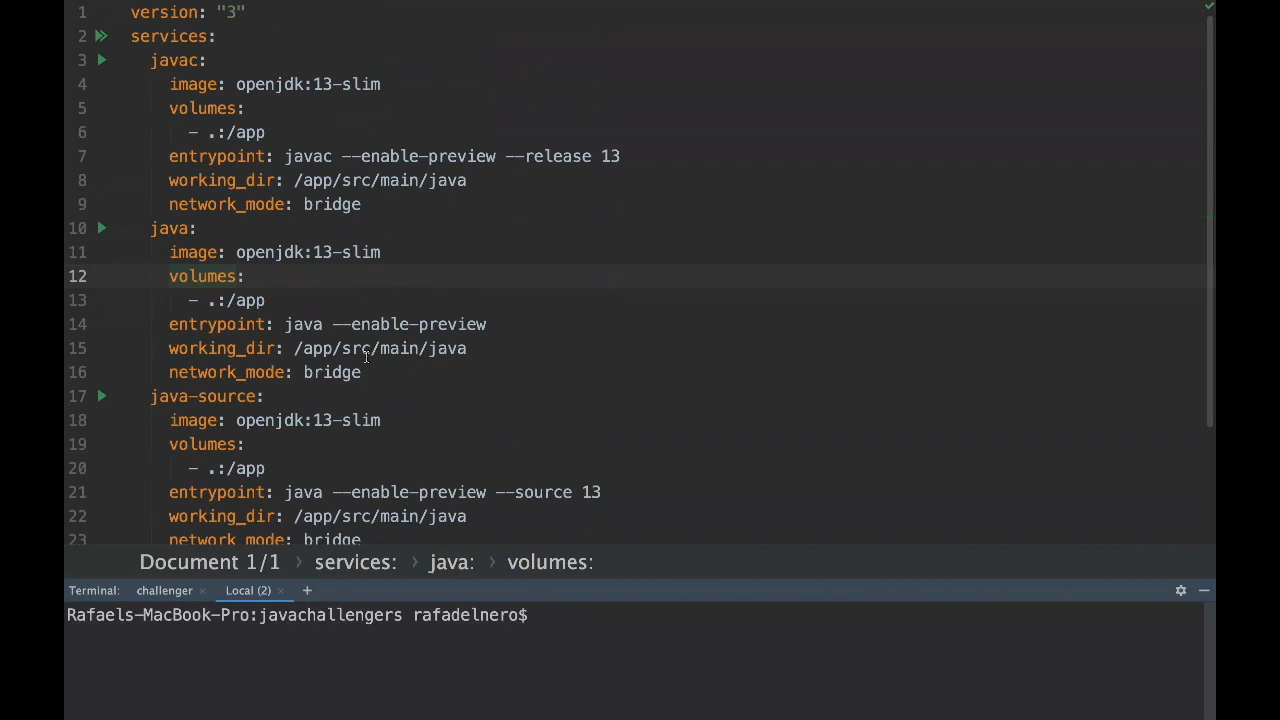 1 version: "3"
2 services:
3 javac:
4 image: openjdk:13-slim
5 volumes:
6 - .:/app
7 entrypoint: javac --enable-preview --release 13
8 working_dir: /app/src/main/java
9 network_mode: bridge
10 java:
11 image: openjdk:13-slim
12 volumes:
13 - .:/app
14 entrypoint: java --enable-preview
15 working_dir: /app/src/main/java
16 network_mode: bridge
17 java-source:
18 image: openjdk:13-slim
19 volumes:
20 - .:/app
21 entrypoint: java --enable-preview --source 13
22 working_dir: /app/src/main/java
23 network_mode: bridge
Document 1/1 › services: › java: › volumes:
Terminal: challenger × Local (2) × +
Rafaels-MacBook-Pro:javachallengers rafadelnero$